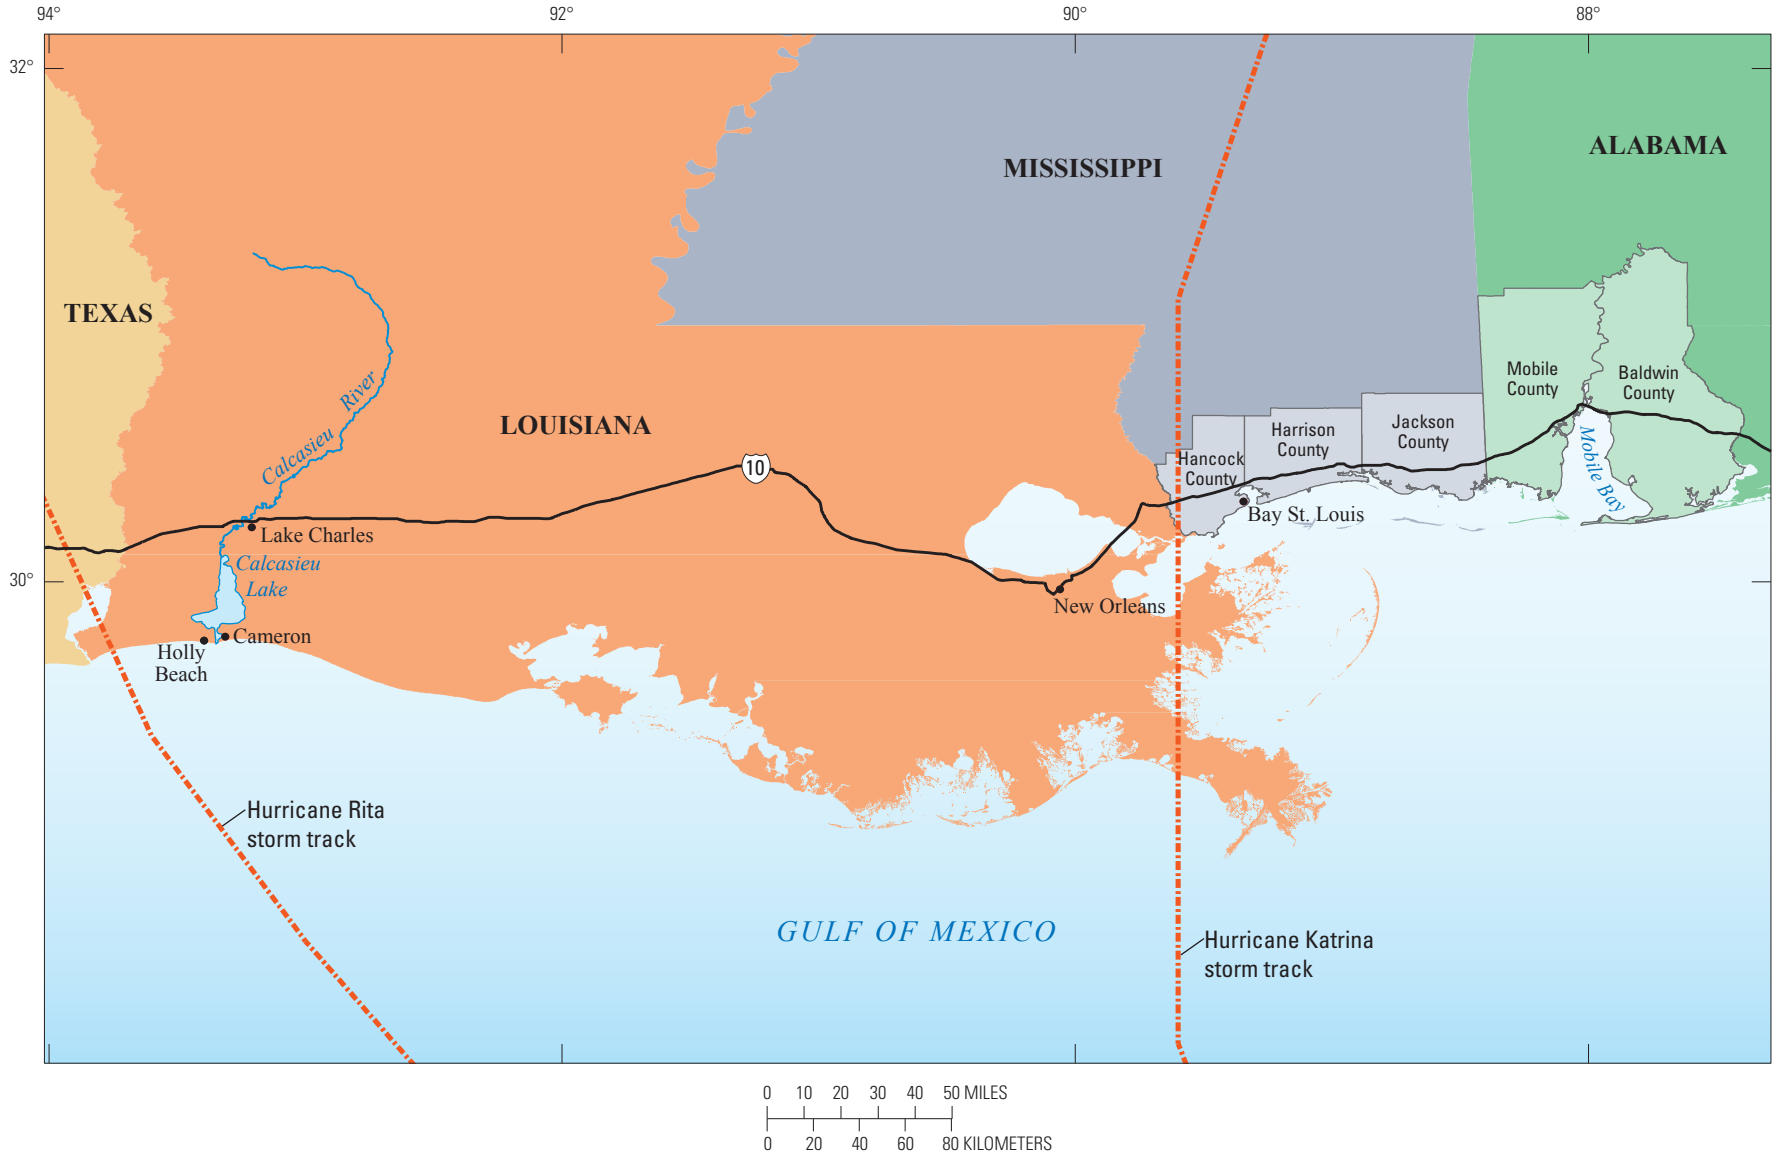 94°
92°
90°
88°
32°
ALABAMA
MISSISSIPPI
TEXAS
Mobile
County
Baldwin
County
Calcasieu River
LOUISIANA
Jackson
County
Harrison
County
Hancock
County
10
Mobile Bay
Bay St. Louis
Lake Charles
Calcasieu
Lake
30°
New Orleans
Cameron
Holly
Beach
Hurricane Rita
storm track
GULF OF MEXICO
Hurricane Katrina
storm track
0 10 20 30 40 50 MILES
0 20 40 60 80 KILOMETERS